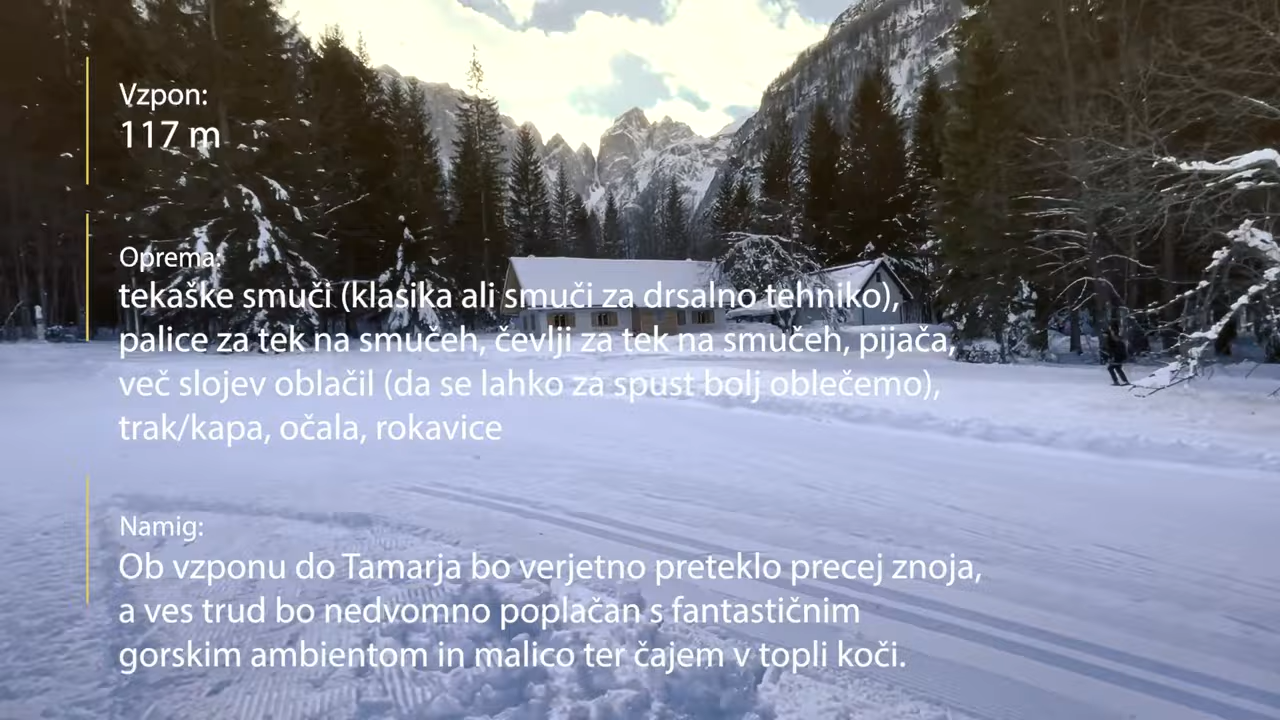 Vzpon:
117 m
Oprema:
tekaške smuči (klasika ali smuči za drsalno tehniko),
palice za tek na smučeh, čevlji za tek na smučeh, pijača,
več slojev oblačil (da se lahko za spust bolj oblečemo),
trak/kapa, očala, rokavice
Namig:
Ob vzponu do Tamarja bo verjetno preteklo precej znoja,
a ves trud bo nedvomno poplačan s fantastičnim
gorskim ambientom in malico ter čajem v topli koči.